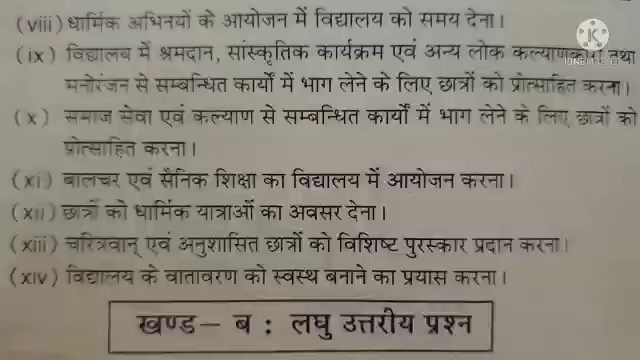 (viii) धार्मिक अभिनयों के आयोजन में विद्यालय को समय देना।
(ix) विद्यालय में श्रमदान, सांस्कृतिक कार्यक्रम एवं अन्य लोक तथा
मनोरंजन से सम्बन्धित कार्यों में भाग लेने के लिए छात्रों को प्रोत्साहित करना।
(x) समाज सेवा एवं कल्याण से सम्बन्धित कार्यों में भाग लेने के लिए छात्रों को
प्रोत्साहित करना।
(xi) बालचर एवं सैनिक शिक्षा का विद्यालय में आयोजन करना।
(xii) छात्रों को धार्मिक यात्राओं का अवसर देना।
(xiii) चरित्रवान् एवं अनुशासित छात्रों को विशिष्ट पुरस्कार प्रदान करना।
(xiv) विद्यालय के वातावरण को स्वस्थ बनाने का प्रयास करना।
खण्ड – ब : लघु उत्तरीय प्रश्न